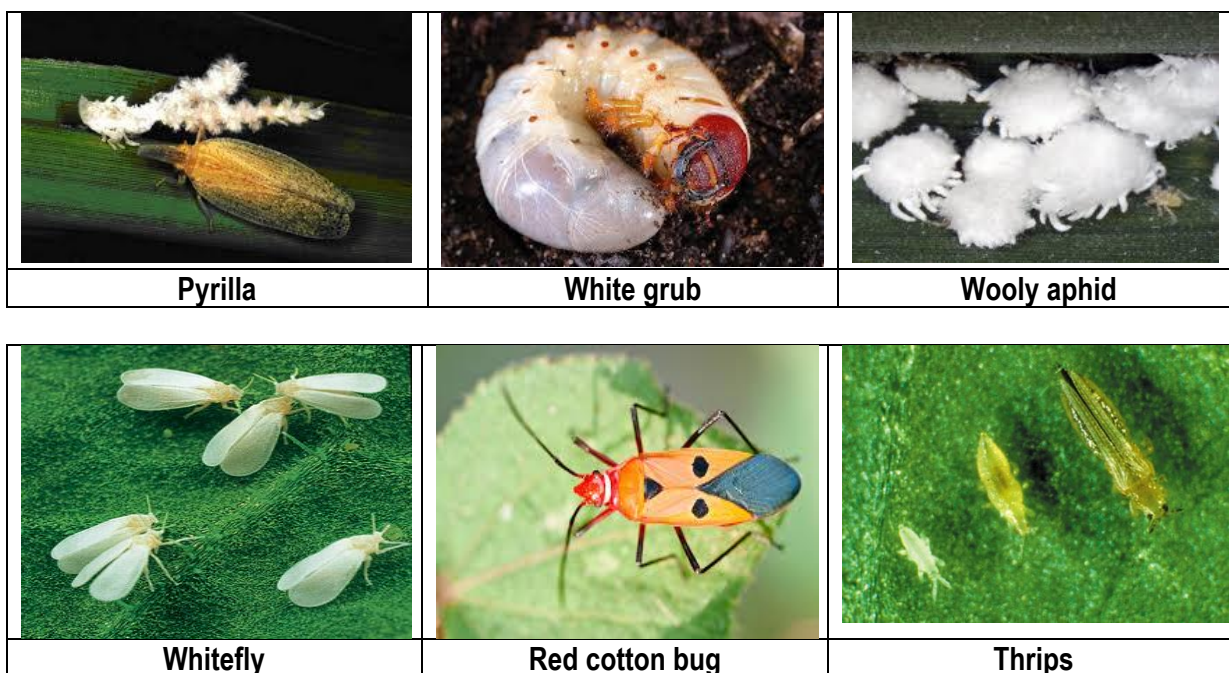 Pyrilla
White grub
Wooly aphid
Whitefly
Red cotton bug
Thrips